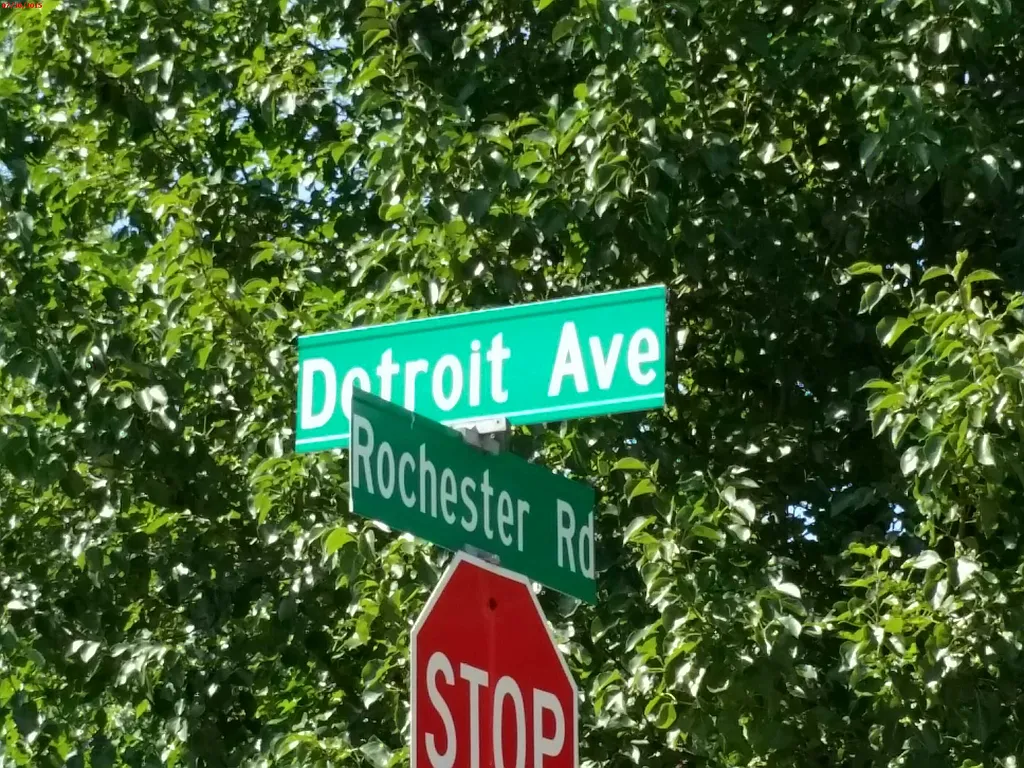 Detroit Ave
Rochester Rd
STOP